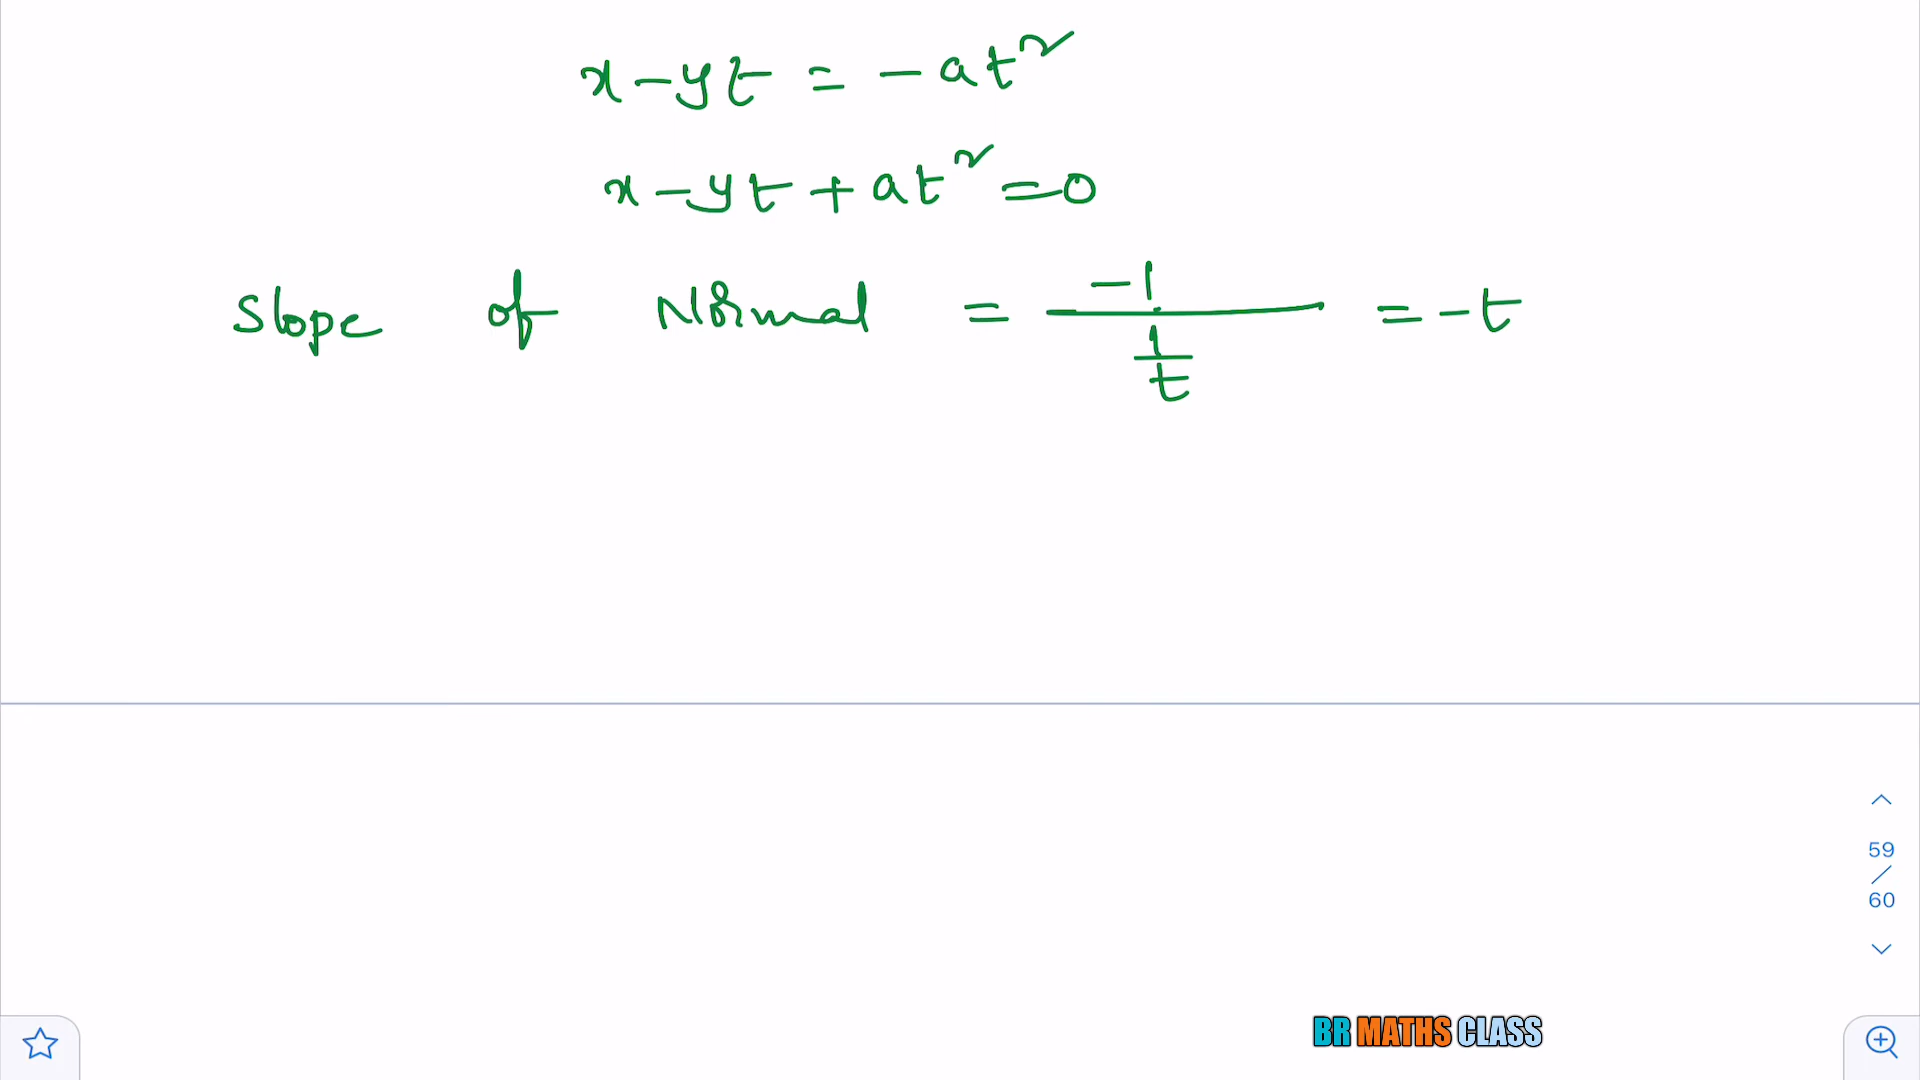 x - yt = - at²
x - yt + at² = 0
Slope of Normal = -1 / (1/t) = - t
59
/
60
BR MATHS CLASS